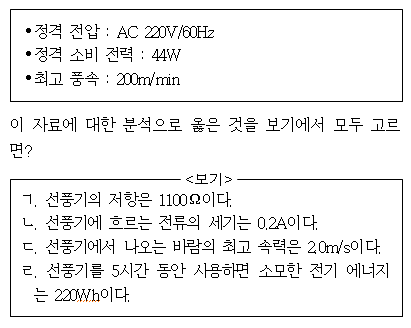 •정격 전압 : AC 220V/60Hz
•정격 소비 전력 : 44W
•최고 풍속 : 200m/min
이 자료에 대한 분석으로 옳은 것을 보기에서 모두 고르
면?
<보기>
ㄱ. 선풍기의 저항은 1100Ω이다.
ㄴ. 선풍기에 흐르는 전류의 세기는 0.2A이다.
ㄷ. 선풍기에서 나오는 바람의 최고 속력은 2.0m/s이다.
ㄹ. 선풍기를 5시간 동안 사용하면 소모한 전기 에너지
는 220Wh이다.